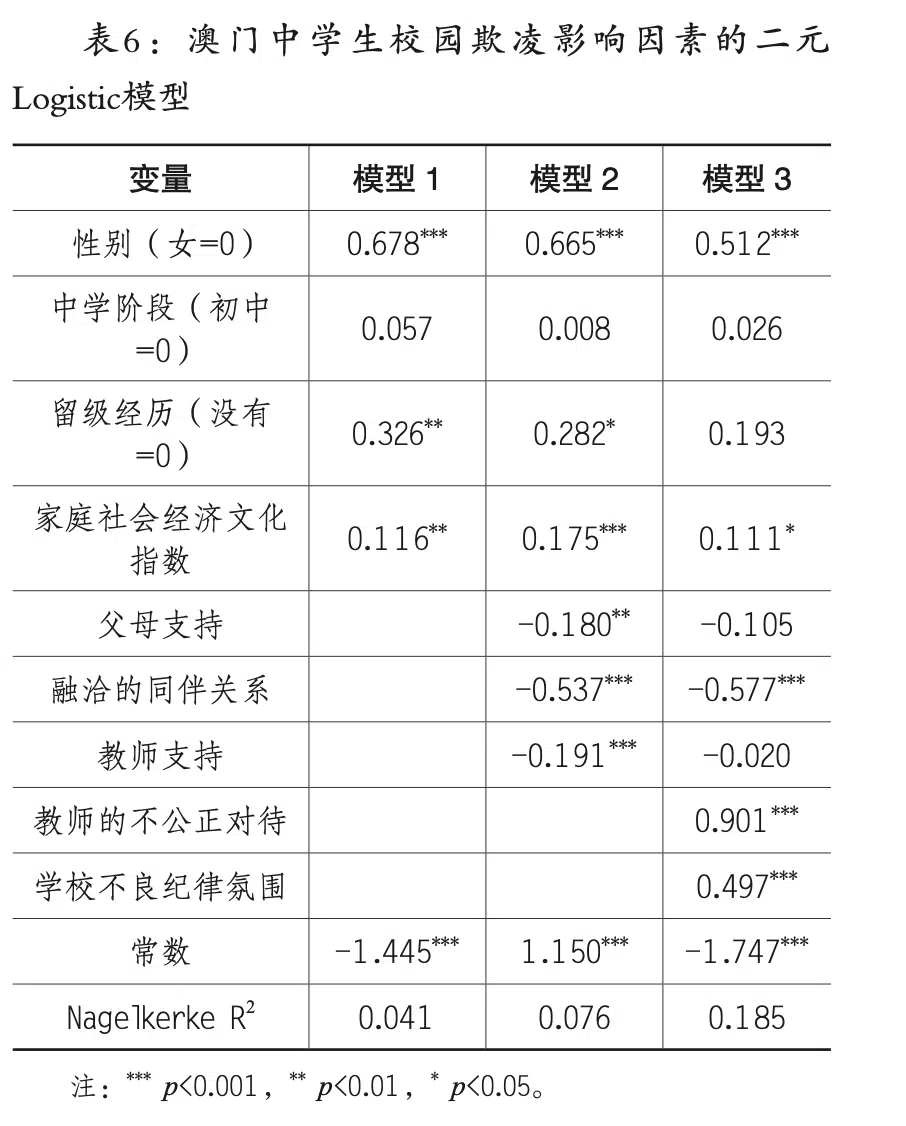 表6：澳门中学生校园欺凌影响因素的二元
Logistic模型
变量 模型 1 模型 2 模型 3
性别（女=0） 0.678*** 0.665*** 0.512***
中学阶段（初中
=0） 0.057 0.008 0.026
留级经历（没有
=0） 0.326** 0.282* 0.193
家庭社会经济文化
指数 0.116** 0.175*** 0.111*
父母支持 -0.180** -0.105
融洽的同伴关系 -0.537*** -0.577***
教师支持 -0.191*** -0.020
教师的不公正对待 0.901***
学校不良纪律氛围 0.497***
常数 -1.445*** 1.150*** -1.747***
Nagelkerke R² 0.041 0.076 0.185
注：*** p<0.001，** p<0.01，* p<0.05。